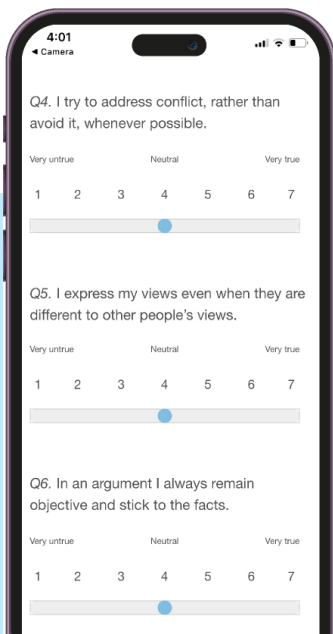 4:01
◀ Camera
Q4. I try to address conflict, rather than
avoid it, whenever possible.
Very untrue Neutral Very true
1 2 3 4 5 6 7
Q5. I express my views even when they are
different to other people's views.
Very untrue Neutral Very true
1 2 3 4 5 6 7
Q6. In an argument I always remain
objective and stick to the facts.
Very untrue Neutral Very true
1 2 3 4 5 6 7